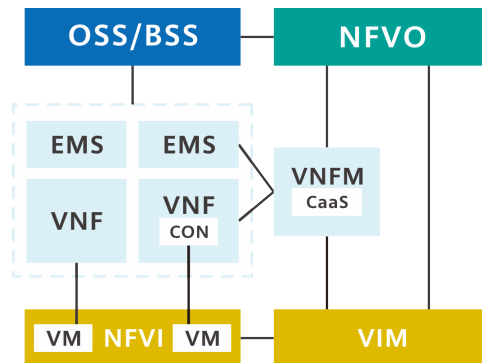 OSS/BSS
NFVO
EMS
EMS
VNF
VNF
CON
VNFM
CaaS
VM NFVI VM
VIM